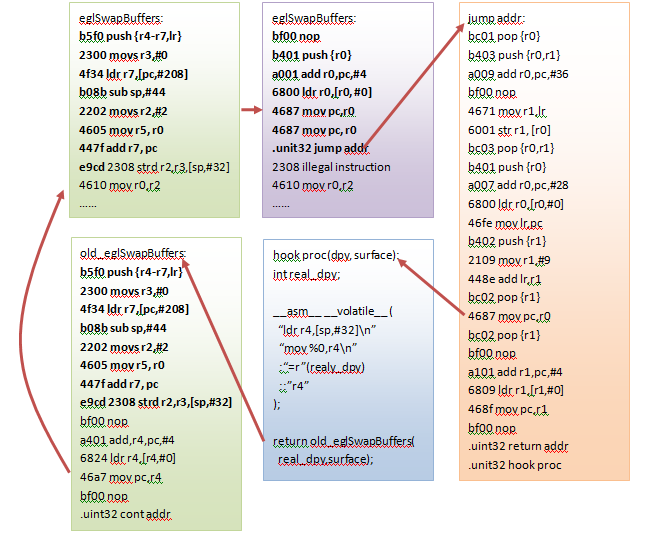 eglSwapBuffers:
b5f0 push {r4-r7,lr}
2300 movs r3,#0
4f34 ldr r7,[pc,#208]
b08b sub sp,#44
2202 movs r2,#2
4605 mov r5, r0
447f add r7, pc
e9cd 2308 strd r2,r3,[sp,#32]
4610 mov r0,r2
......
eglSwapBuffers:
bf00 nop
b401 push {r0}
a001 add r0,pc,#4
6800 ldr r0,[r0,#0]
4687 mov pc,r0
4687 mov pc, r0
.unit32 jump addr
2308 illegal instruction
4610 mov r0,r2
......
jump addr:
bc01 pop {r0}
b403 push {r0,r1}
a009 add r0,pc,#36
bf00 nop
4671 mov r1,lr
6001 str r1, [r0]
bc03 pop {r0,r1}
b401 push {r0}
a007 add r0,pc,#28
6800 ldr r0,[r0,#0]
46fe mov lr,pc
b402 push {r1}
2109 mov r1,#9
448e add lr,r1
bc02 pop {r1}
4687 mov pc,r0
bc02 pop {r1}
bf00 nop
a101 add r1,pc,#4
6809 ldr r1,[r1,#0]
468f mov pc,r1
bf00 nop
.uint32 return addr
.unit32 hook proc
old_eglSwapBuffers:
b5f0 push {r4-r7,lr}
2300 movs r3,#0
4f34 ldr r7,[pc,#208]
b08b sub sp,#44
2202 movs r2,#2
4605 mov r5, r0
447f add r7, pc
e9cd 2308 strd r2,r3,[sp,#32]
bf00 nop
a401 add,r4,pc,#4
6824 ldr r4,[r4,#0]
46a7 mov pc,r4
bf00 nop
.uint32 cont addr
hook proc(dpy, surface):
int real_dpy;
__asm__ __volatile__ (
"ldr r4,[sp,#32]\n"
"mov %0,r4\n"
:"=r"(realy_dpy)
::"r4"
);
return old_eglSwapBuffers(
real_dpy,surface);